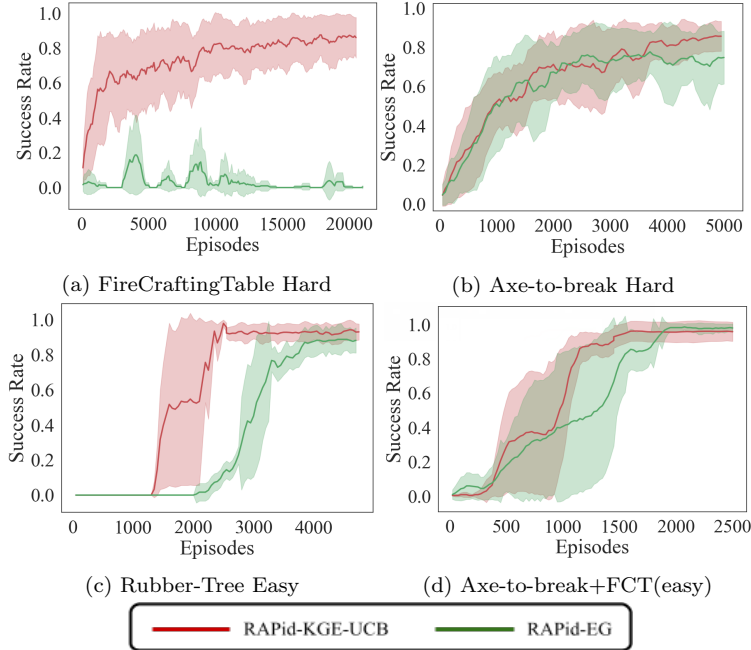 1.0
0.8
0.6
0.4
0.2
0.0
Success Rate
0 5000 10000 15000 20000
Episodes
(a) FireCraftingTable Hard
1.0
0.8
0.6
0.4
0.2
0.0
Success Rate
0 1000 2000 3000 4000 5000
Episodes
(b) Axe-to-break Hard
1.0
0.8
0.6
0.4
0.2
0.0
Success Rate
0 1000 2000 3000 4000
Episodes
(c) Rubber-Tree Easy
1.0
0.8
0.6
0.4
0.2
0.0
Success Rate
0 500 1000 1500 2000 2500
Episodes
(d) Axe-to-break+FCT(easy)
RAPid-KGE-UCB RAPid-EG